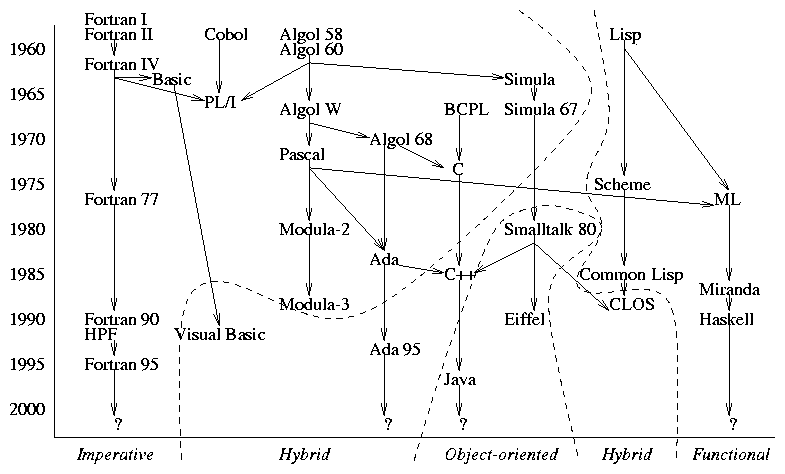 Fortran I
Fortran II Cobol Algol 58 Lisp
1960 Algol 60
Fortran IV
Basic Simula
1965 PL/I
Algol W BCPL Simula 67
1970 Algol 68
Pascal C
1975 Scheme
Fortran 77 ML
1980 Modula-2 Smalltalk 80
Ada
1985 C++ Common Lisp
Miranda
Modula-3 CLOS
1990 Fortran 90 Eiffel Haskell
HPF Visual Basic
Ada 95
1995 Fortran 95
Java
2000
? ? ? ?
Imperative Hybrid Object-oriented Hybrid Functional